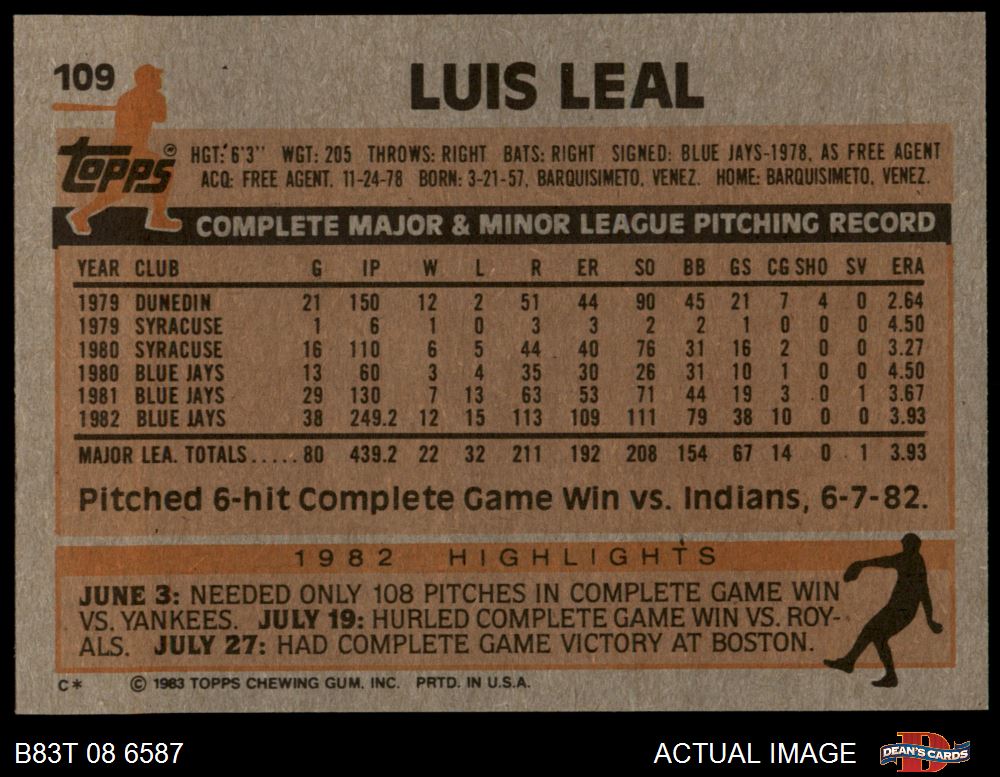 109
LUIS LEAL
TOPPS ®
HGT: 6'3" WGT: 205 THROWS: RIGHT BATS: RIGHT SIGNED: BLUE JAYS-1978, AS FREE AGENT
ACQ: FREE AGENT, 11-24-78 BORN: 3-21-57, BARQUISIMETO, VENEZ. HOME: BARQUISIMETO, VENEZ.
COMPLETE MAJOR & MINOR LEAGUE PITCHING RECORD
YEAR CLUB G IP W L R ER SO BB GS CG SHO SV ERA
1979 DUNEDIN 21 150 12 2 51 44 90 45 21 7 4 0 2.64
1979 SYRACUSE 1 6 1 0 3 3 2 2 1 0 0 0 4.50
1980 SYRACUSE 16 110 6 5 44 40 76 31 16 2 0 0 3.27
1980 BLUE JAYS 13 60 3 4 35 30 26 31 10 1 0 0 4.50
1981 BLUE JAYS 29 130 7 13 63 53 71 44 19 3 0 1 3.67
1982 BLUE JAYS 38 249.2 12 15 113 109 111 79 38 10 0 0 3.93
MAJOR LEA. TOTALS.....80 439.2 22 32 211 192 208 154 67 14 0 1 3.93
Pitched 6-hit Complete Game Win vs. Indians, 6-7-82.
1982 HIGHLIGHTS
JUNE 3: NEEDED ONLY 108 PITCHES IN COMPLETE GAME WIN
VS. YANKEES. JULY 19: HURLED COMPLETE GAME WIN VS. ROY-
ALS. JULY 27: HAD COMPLETE GAME VICTORY AT BOSTON.
C* © 1983 TOPPS CHEWING GUM, INC. PRTD. IN U.S.A.
B83T 08 6587 ACTUAL IMAGE DEAN'S CARDS